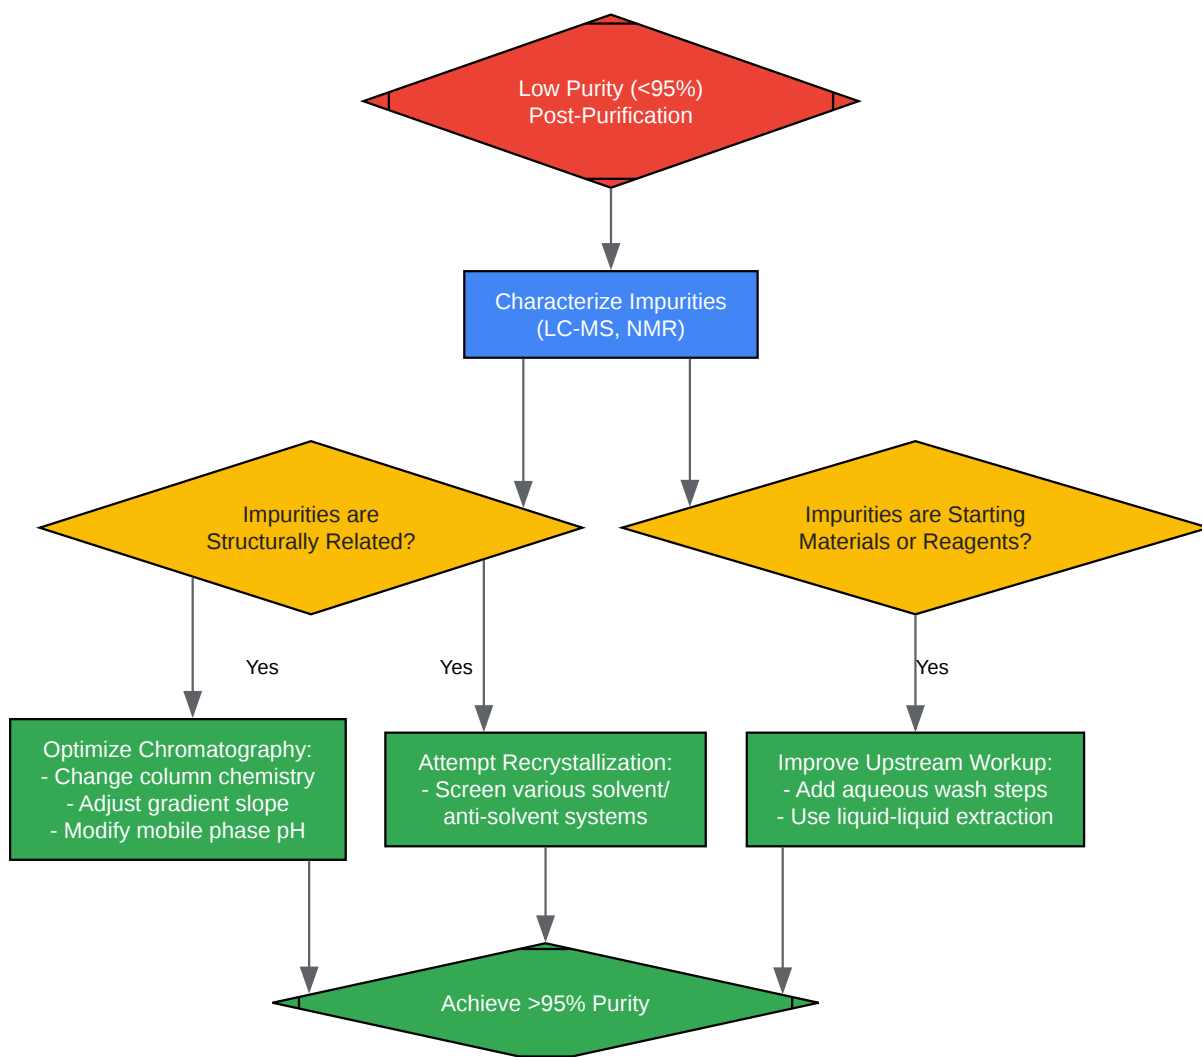 Low Purity (<95%)
Post-Purification
Characterize Impurities
(LC-MS, NMR)
Impurities are
Structurally Related?
Impurities are Starting
Materials or Reagents?
Yes
Yes
Yes
Optimize Chromatography:
- Change column chemistry
- Adjust gradient slope
- Modify mobile phase pH
Attempt Recrystallization:
- Screen various solvent/
anti-solvent systems
Improve Upstream Workup:
- Add aqueous wash steps
- Use liquid-liquid extraction
Achieve >95% Purity